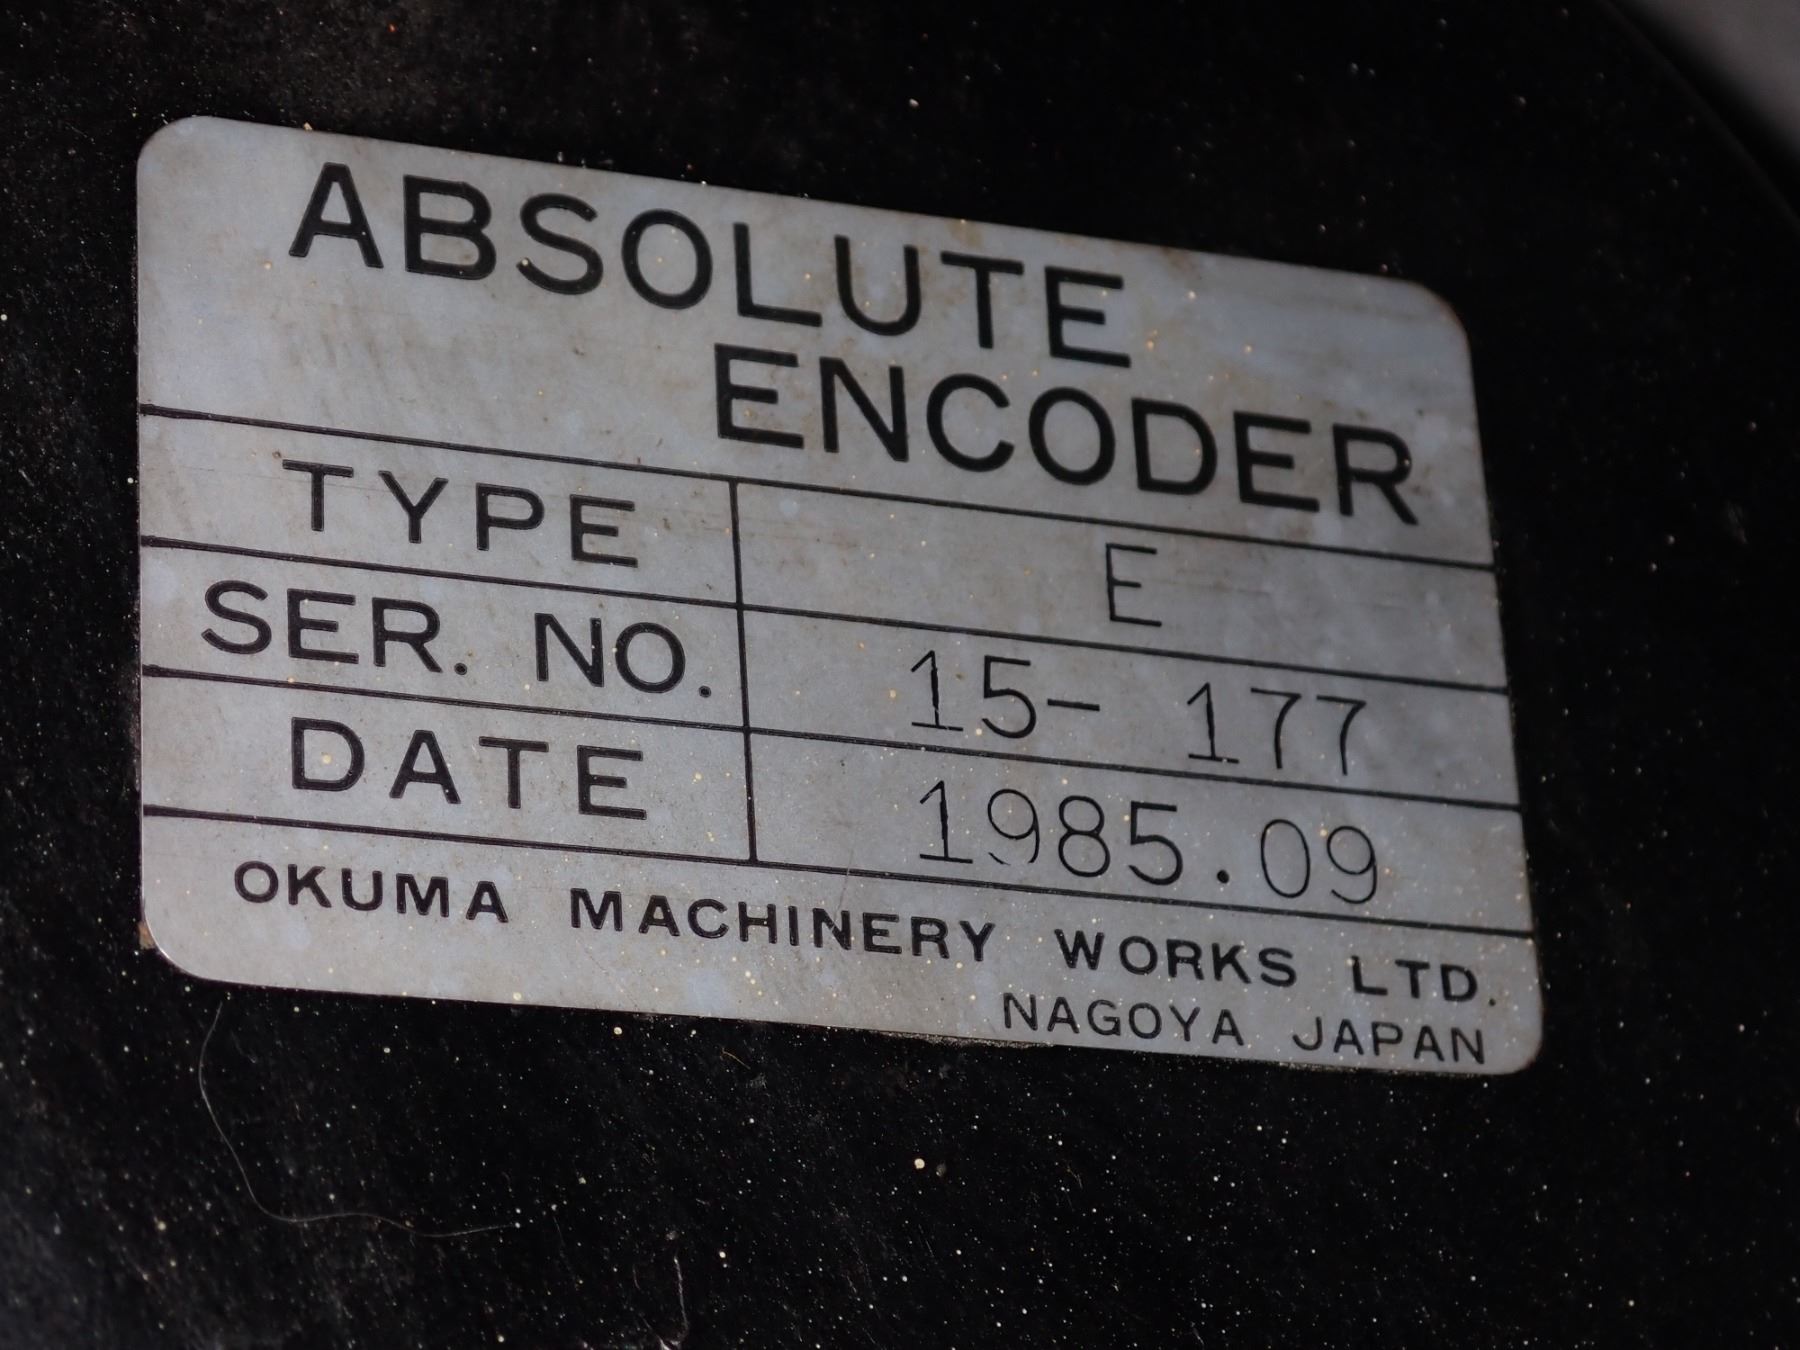 ABSOLUTE
ENCODER
TYPE E
SER. NO. 15- 177
DATE 1985.09
OKUMA MACHINERY WORKS LTD.
NAGOYA JAPAN